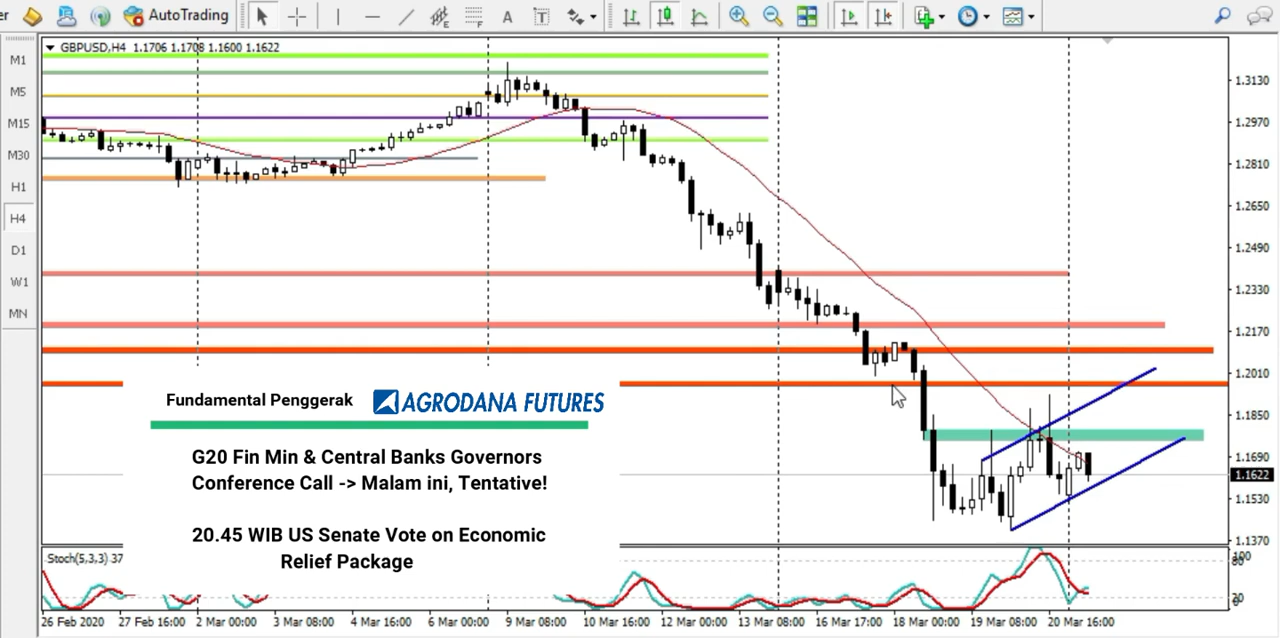 AutoTrading
A
T
M1
M5
M15
M30
H1
H4
D1
W1
MN
GBPUSD,H4 1.1706 1.1708 1.1600 1.1622
1.3130
1.2970
1.2810
1.2650
1.2490
1.2330
1.2170
1.2010
1.1850
1.1690
1.1622
1.1530
1.1370
Fundamental Penggerak
AGRODANA FUTURES
G20 Fin Min & Central Banks Governors
Conference Call -> Malam ini, Tentative!
20.45 WIB US Senate Vote on Economic
Relief Package
Stoch(5,3,3) 37
100
80
20
0
26 Feb 2020 27 Feb 16:00 2 Mar 00:00 3 Mar 08:00 4 Mar 16:00 6 Mar 00:00 9 Mar 08:00 10 Mar 16:00 12 Mar 00:00 13 Mar 08:00 16 Mar 17:00 18 Mar 00:00 19 Mar 08:00 20 Mar 16:00